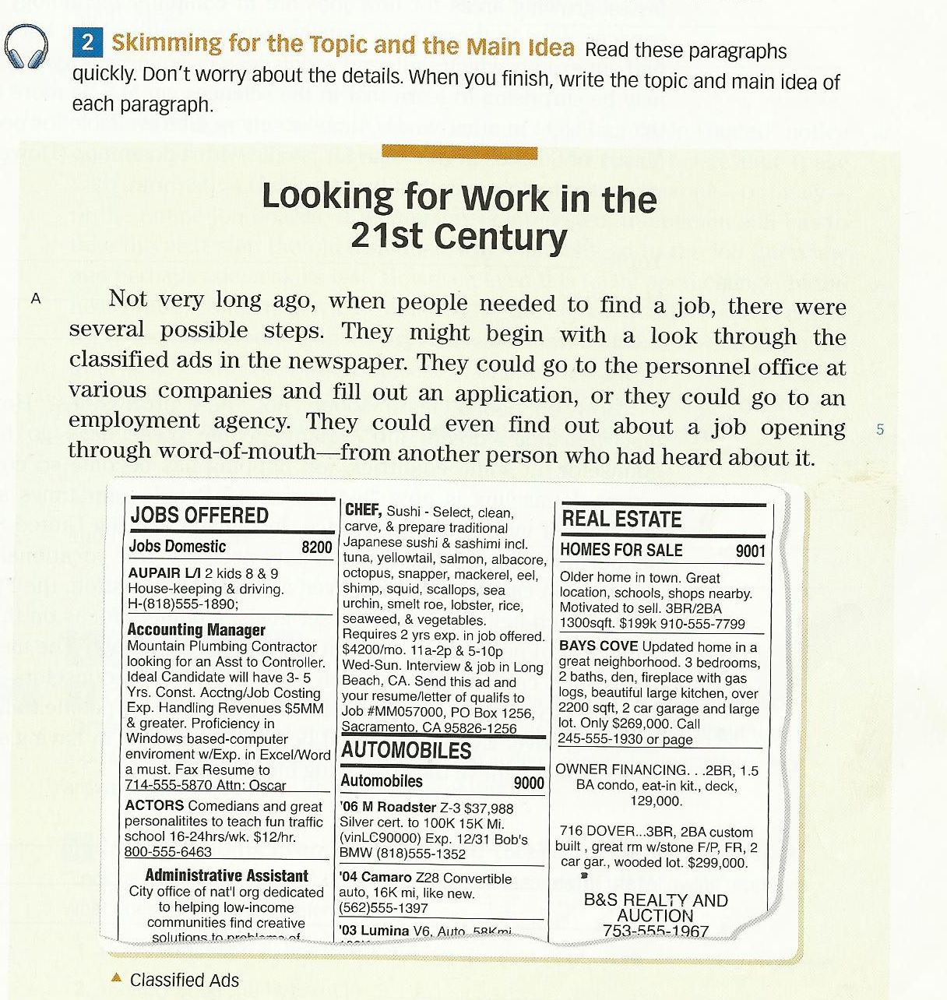 2 Skimming for the Topic and the Main Idea Read these paragraphs
quickly. Don't worry about the details. When you finish, write the topic and main idea of
each paragraph.
Looking for Work in the
21st Century
A
Not very long ago, when people needed to find a job, there were
several possible steps. They might begin with a look through the
classified ads in the newspaper. They could go to the personnel office at
various companies and fill out an application, or they could go to an
employment agency. They could even find out about a job opening
5
through word-of-mouth—from another person who had heard about it.
JOBS OFFERED
Jobs Domestic 8200
AUPAIR L/I 2 kids 8 & 9
House-keeping & driving.
H-(818)555-1890;
Accounting Manager
Mountain Plumbing Contractor
looking for an Asst to Controller.
Ideal Candidate will have 3- 5
Yrs. Const. Acctng/Job Costing
Exp. Handling Revenues $5MM
& greater. Proficiency in
Windows based-computer
enviroment w/Exp. in Excel/Word
a must. Fax Resume to
714-555-5870 Attn: Oscar
ACTORS Comedians and great
personalitites to teach fun traffic
school 16-24hrs/wk. $12/hr.
800-555-6463
Administrative Assistant
City office of nat'l org dedicated
to helping low-income
communities find creative
solutions to problems of
CHEF, Sushi - Select, clean,
carve, & prepare traditional
Japanese sushi & sashimi incl.
tuna, yellowtail, salmon, albacore,
octopus, snapper, mackerel, eel,
shimp, squid, scallops, sea
urchin, smelt roe, lobster, rice,
seaweed, & vegetables.
Requires 2 yrs exp. in job offered.
$4200/mo. 11a-2p & 5-10p
Wed-Sun. Interview & job in Long
Beach, CA. Send this ad and
your resume/letter of qualifs to
Job #MM057000, PO Box 1256,
Sacramento, CA 95826-1256
AUTOMOBILES
Automobiles 9000
'06 M Roadster Z-3 $37,988
Silver cert. to 100K 15K Mi.
(vinLC90000) Exp. 12/31 Bob's
BMW (818)555-1352
'04 Camaro Z28 Convertible
auto, 16K mi, like new.
(562)555-1397
'03 Lumina V6, Auto, 58Kmi
REAL ESTATE
HOMES FOR SALE 9001
Older home in town. Great
location, schools, shops nearby.
Motivated to sell. 3BR/2BA
1300sqft. $199k 910-555-7799
BAYS COVE Updated home in a
great neighborhood. 3 bedrooms,
2 baths, den, fireplace with gas
logs, beautiful large kitchen, over
2200 sqft, 2 car garage and large
lot. Only $269,000. Call
245-555-1930 or page
OWNER FINANCING. . .2BR, 1.5
BA condo, eat-in kit., deck,
129,000.
716 DOVER...3BR, 2BA custom
built , great rm w/stone F/P, FR, 2
car gar., wooded lot. $299,000.
B&S REALTY AND
AUCTION
753-555-1967
Classified Ads